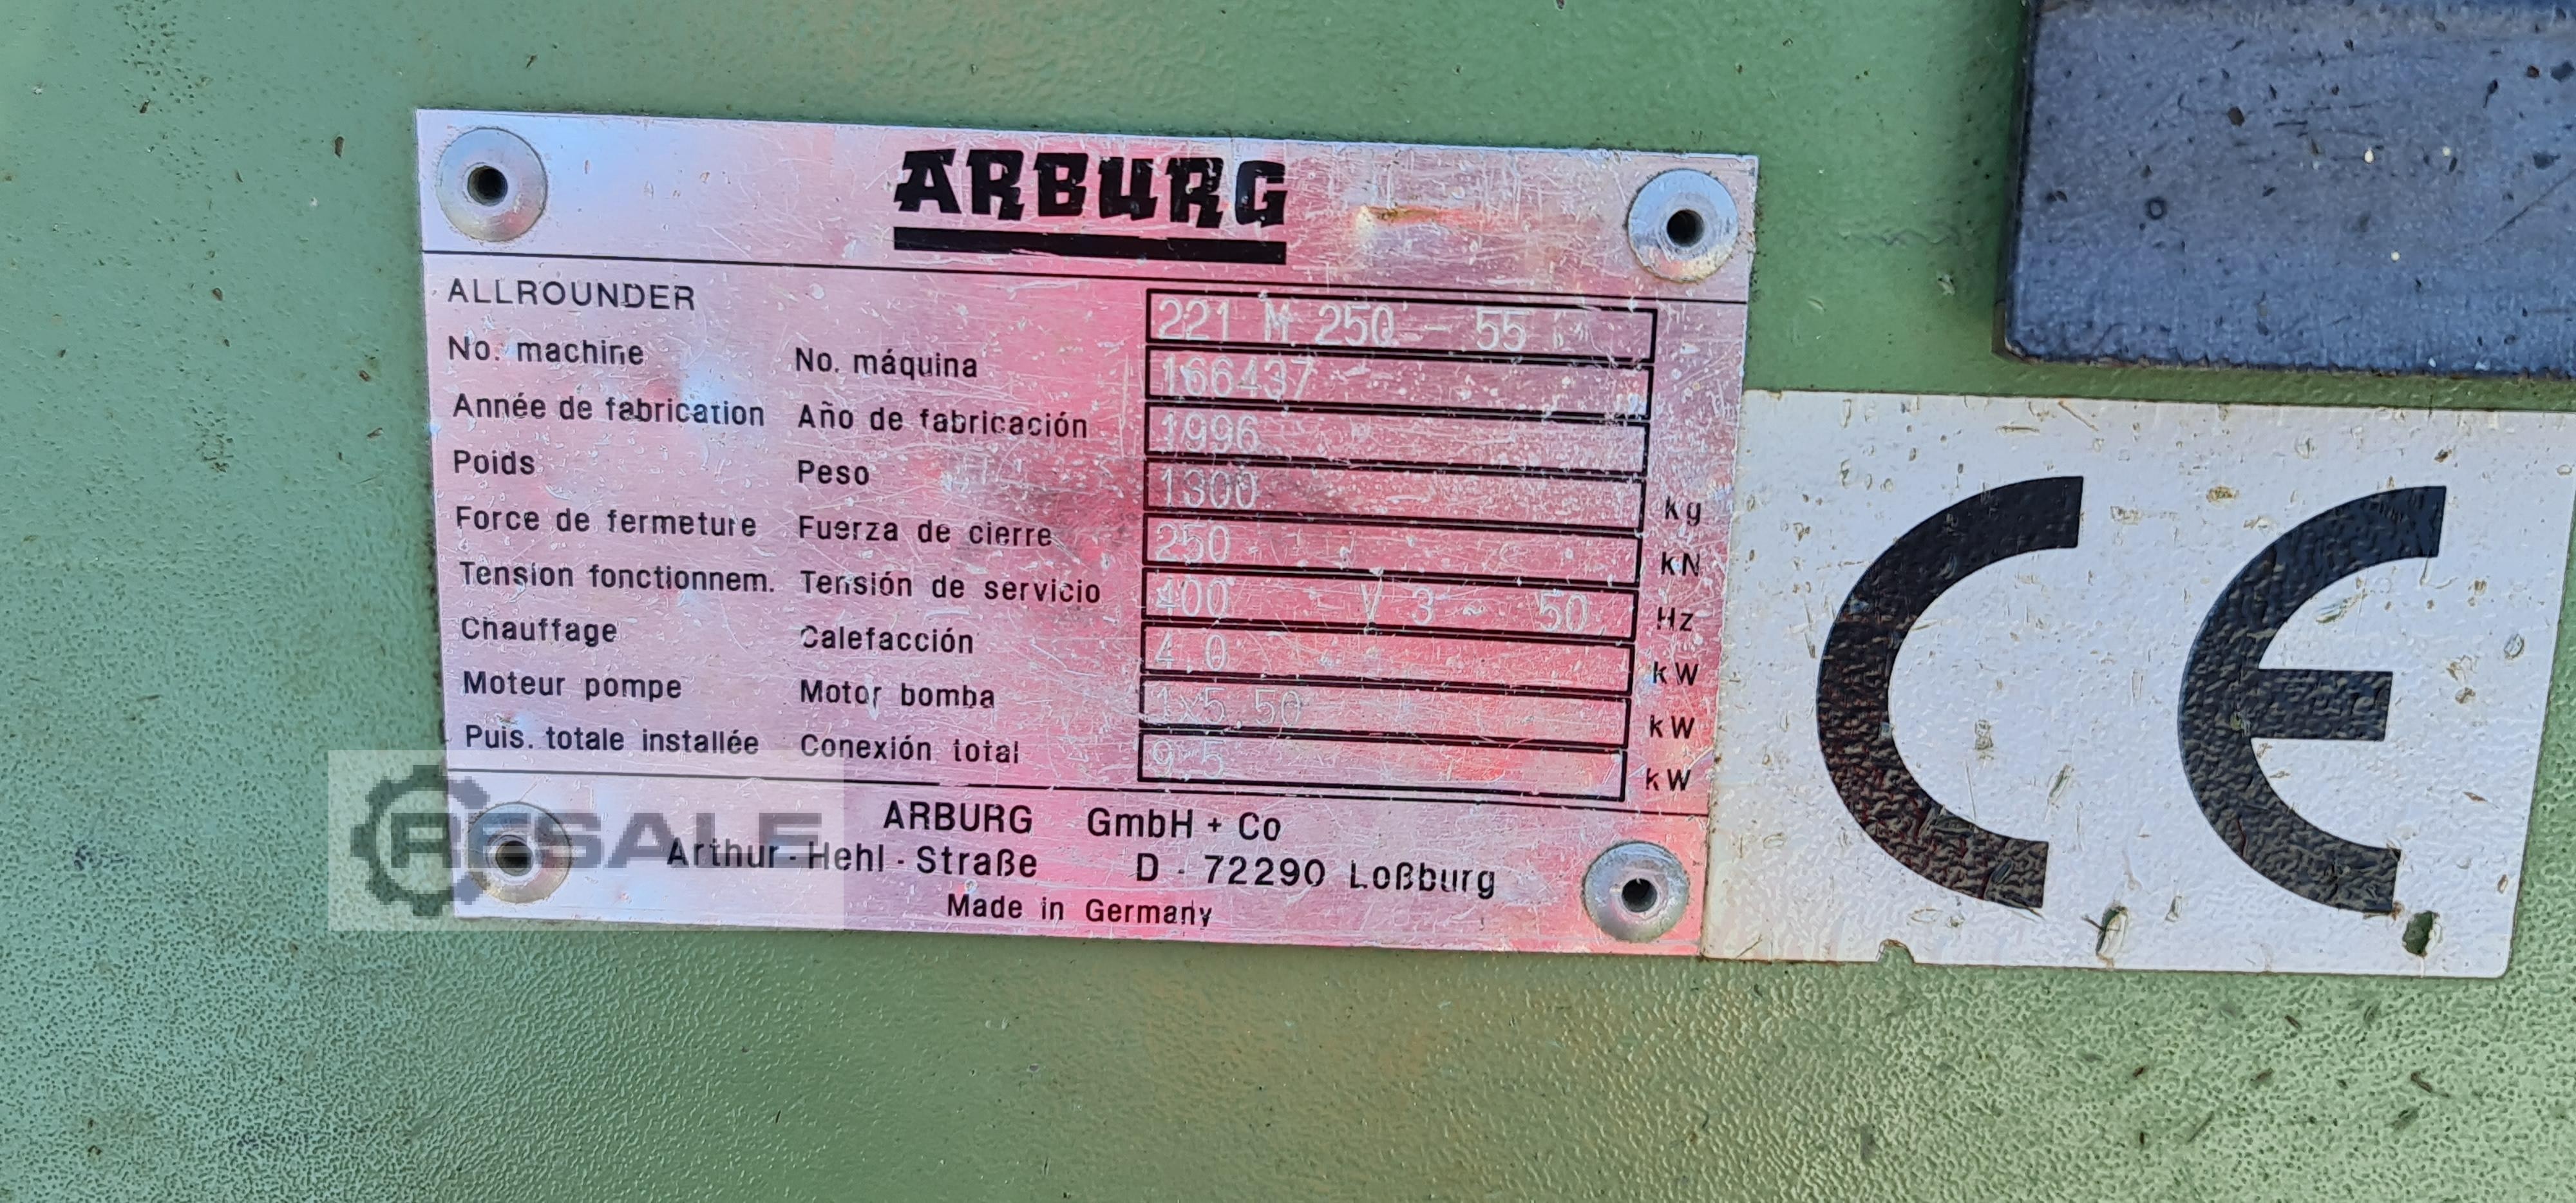 ARBURG
ALLROUNDER 221 M 250 - 55
No. machine No. máquina 166437
Année de fabrication Año de fabricación 1996
Poids Peso 1300 kg
Force de fermeture Fuerza de cierre 250 kN
Tension fonctionnem. Tensión de servicio 400 V 3 ~ 50 Hz
Chauffage Calefacción 4.0 kW
Moteur pompe Motor bomba 1x5.50 kW
Puis. totale installée Conexión total 9.5 kW
ARBURG GmbH + Co
Arthur - Hehl - Straße D - 72290 Loßburg
Made in Germany
CE
RESALE